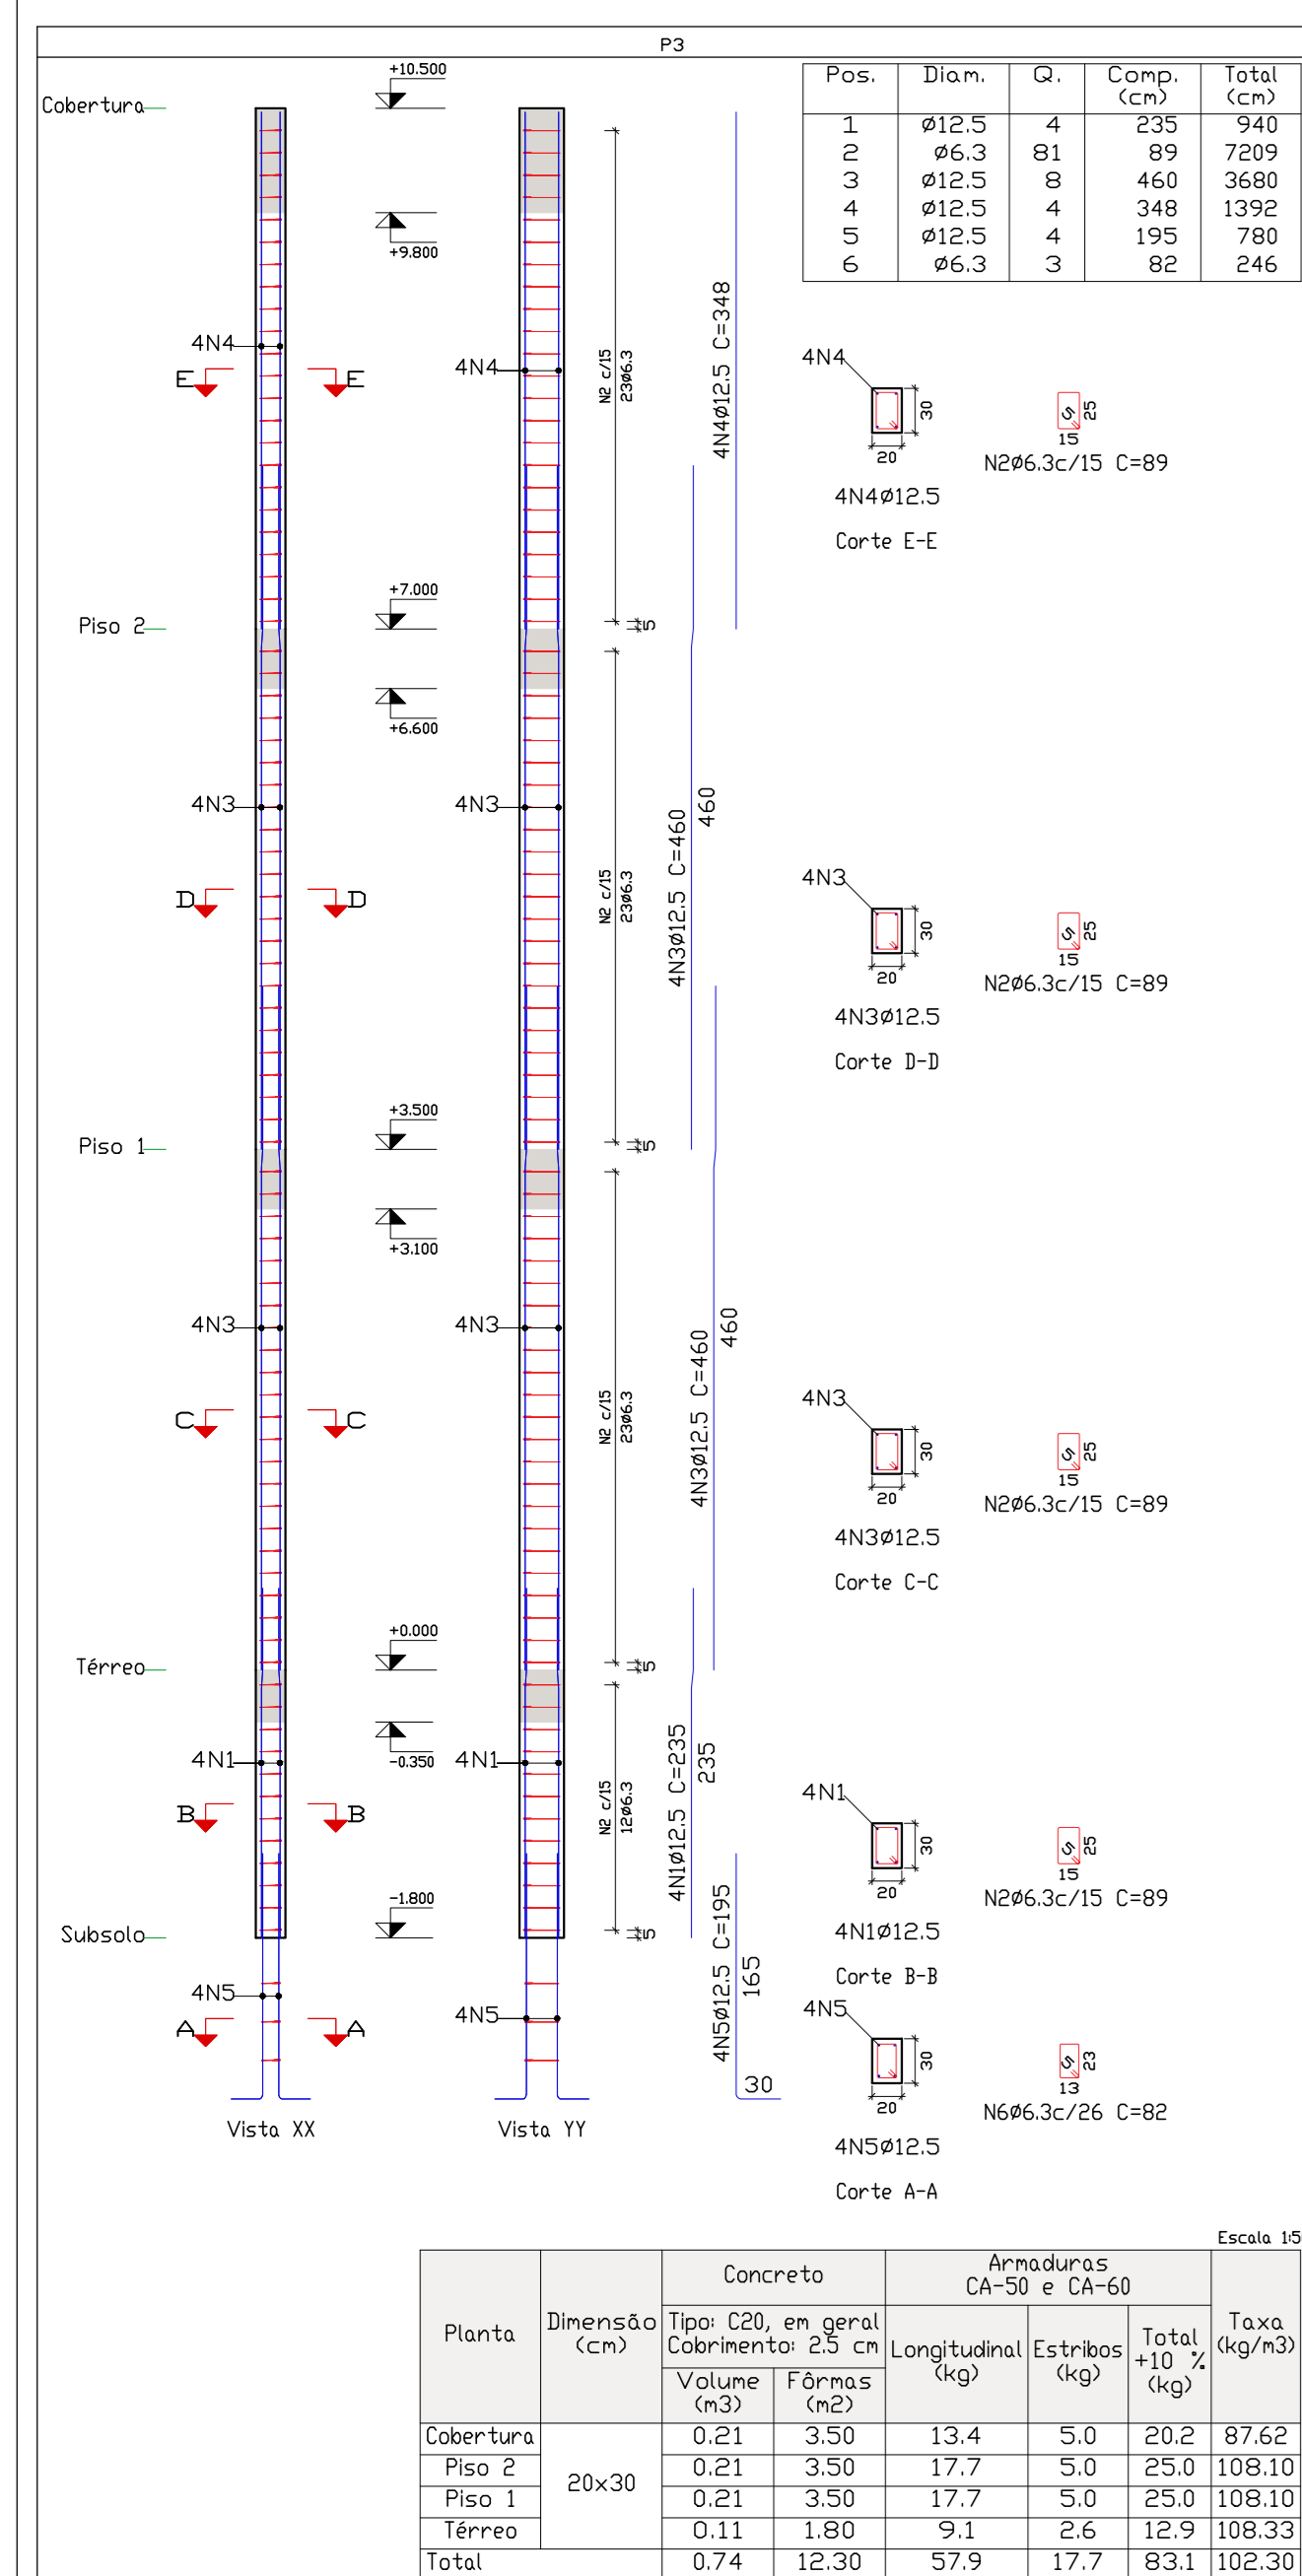 P3
Pos. Diam. Q. Comp. (cm) Total (cm)
1 ø12.5 4 235 940
2 ø6.3 81 89 7209
3 ø12.5 8 460 3680
4 ø12.5 4 348 1392
5 ø12.5 4 195 780
6 ø6.3 3 82 246
+10.500
Cobertura
+9.800
4N4
E E
4N4
N2 c/15
23ø6.3
4N4ø12.5 C=348
4N4
30
20
4N4ø12.5
Corte E-E
5
25
15
N2ø6.3c/15 C=89
+7.000
Piso 2
5
+6.600
4N3
4N3
D D
N2 c/15
23ø6.3
4N3ø12.5 C=460
460
4N3
30
20
4N3ø12.5
Corte D-D
5
25
15
N2ø6.3c/15 C=89
+3.500
Piso 1
5
+3.100
4N3
4N3
C C
N2 c/15
23ø6.3
4N3ø12.5 C=460
460
4N3
30
20
4N3ø12.5
Corte C-C
5
25
15
N2ø6.3c/15 C=89
+0.000
Térreo
5
-0.350
4N1
4N1
B B
N2 c/15
12ø6.3
4N1ø12.5 C=235
235
4N1
30
20
4N1ø12.5
Corte B-B
5
25
15
N2ø6.3c/15 C=89
-1.800
Subsolo
5
4N5
4N5
A A
4N5ø12.5 C=195
165
30
4N5
30
20
4N5ø12.5
Corte A-A
5
23
13
N6ø6.3c/26 C=82
Vista XX
Vista YY
Escala 1:5
Planta
Dimensão (cm)
Concreto
Tipo: C20, em geral
Cobrimento: 2.5 cm
Volume (m3)
Fôrmas (m2)
Armaduras
CA-50 e CA-60
Longitudinal (kg)
Estribos (kg)
Total +10 % (kg)
Taxa (kg/m3)
Cobertura 20x30 0.21 3.50 13.4 5.0 20.2 87.62
Piso 2 0.21 3.50 17.7 5.0 25.0 108.10
Piso 1 0.21 3.50 17.7 5.0 25.0 108.10
Térreo 0.11 1.80 9.1 2.6 12.9 108.33
Total 0.74 12.30 57.9 17.7 83.1 102.30